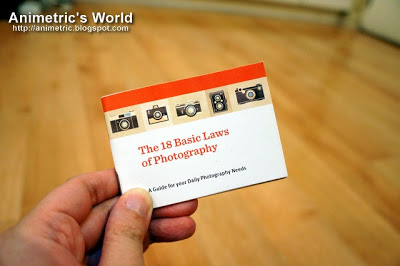 Animetric's World
http://animetric.blogspot.com
The 18 Basic Laws
of Photography
A Guide for your Daily Photography Needs